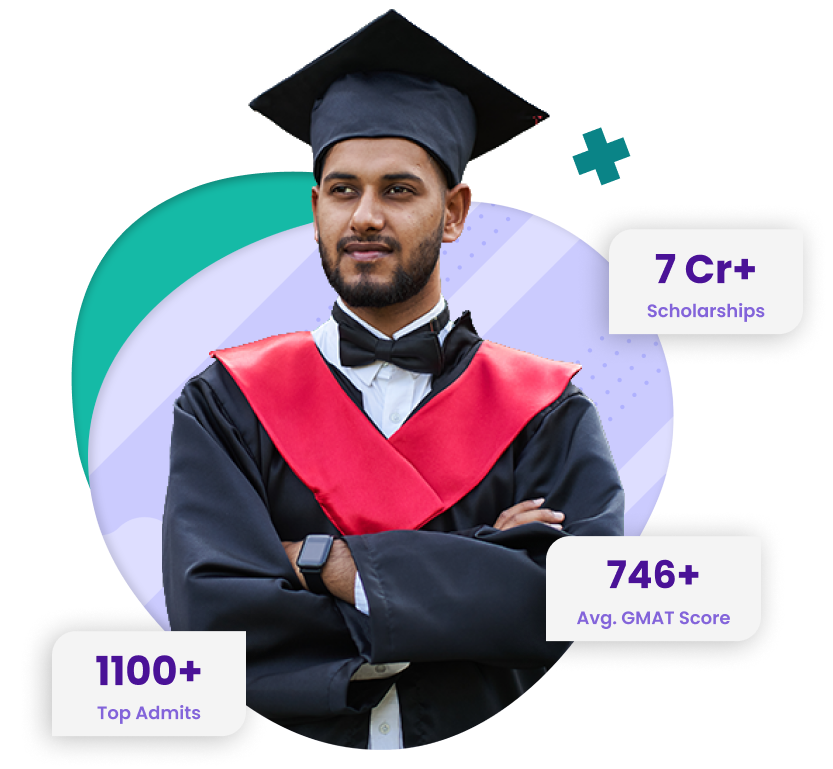 7 Cr+
Scholarships
746+
Avg. GMAT Score
1100+
Top Admits